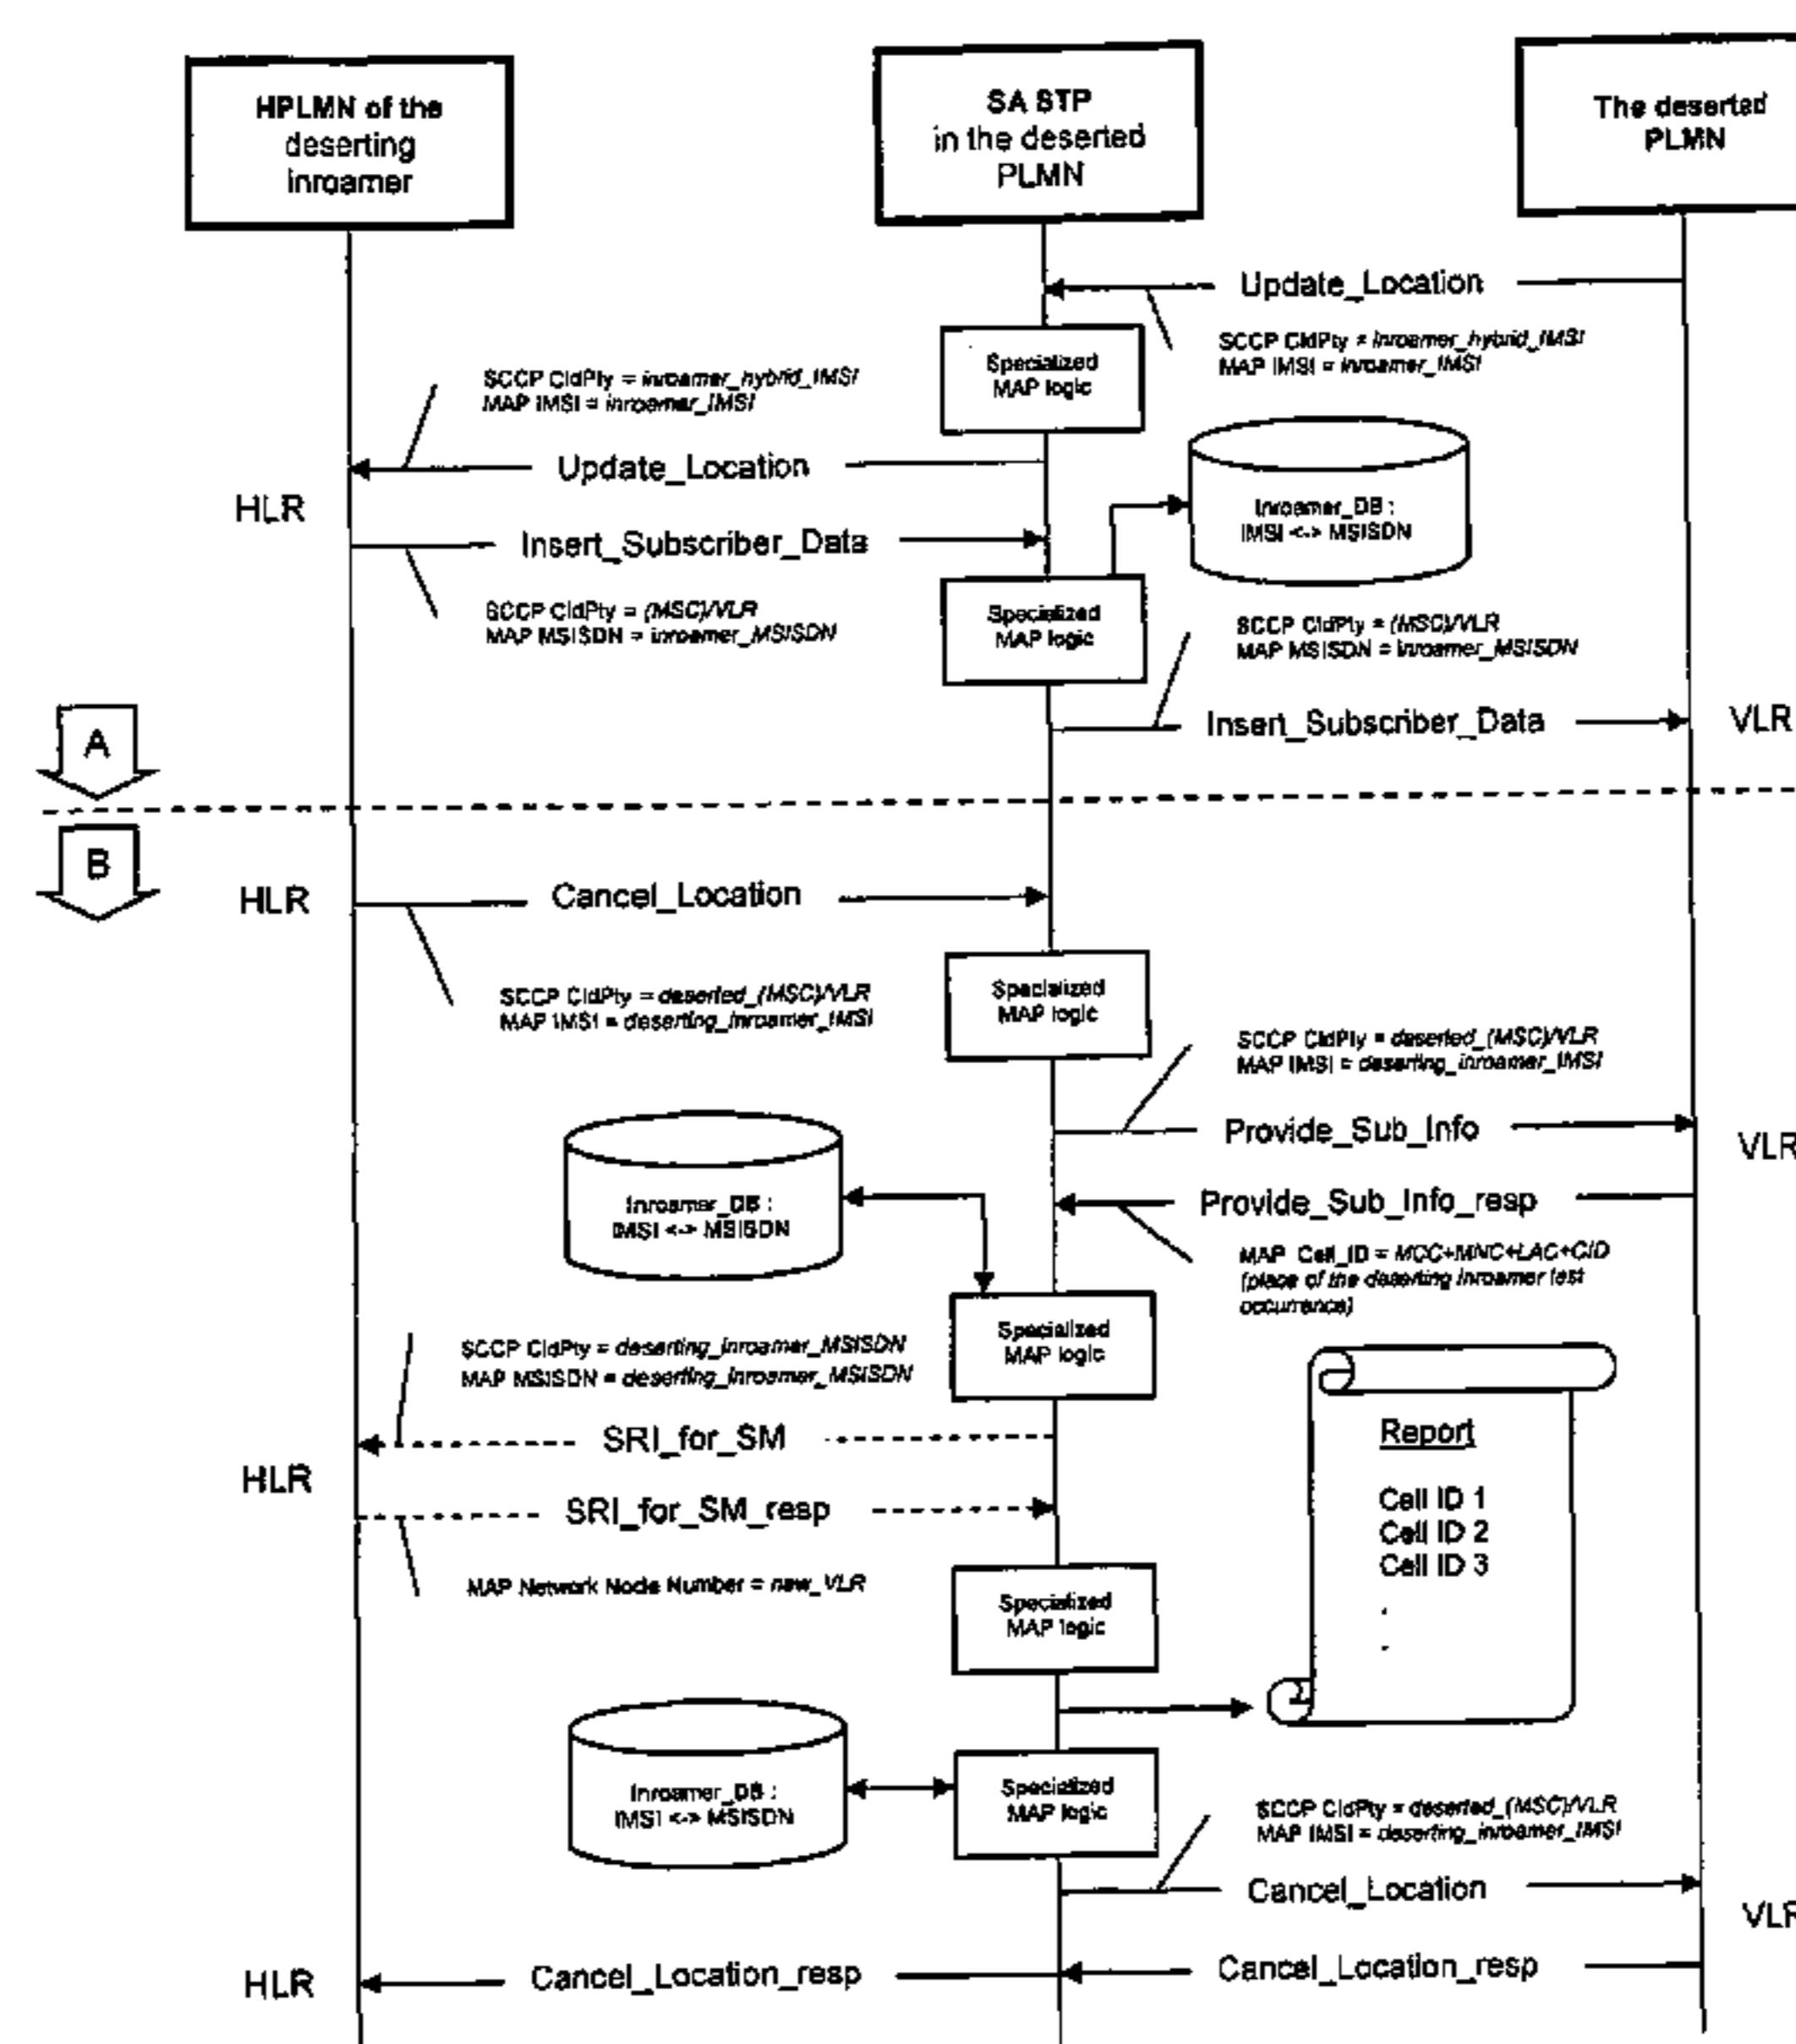 HPLMN of the
deserting
inroamer
SA STP
in the deserted
PLMN
The deserted
PLMN
Update_Location
SCCP CldPty = inroamer_hybrid_IMSI
MAP IMSI = inroamer_IMSI
Specialized
MAP logic
SCCP CldPty = inroamer_hybrid_IMSI
MAP IMSI = inroamer_IMSI
Update_Location
HLR
Inroamer_DB :
IMSI <-> MSISDN
Insert_Subscriber_Data
SCCP CldPty = (MSC)/VLR
MAP MSISDN = inroamer_MSISDN
Specialized
MAP logic
SCCP CldPty = (MSC)/VLR
MAP MSISDN = inroamer_MSISDN
Insert_Subscriber_Data
VLR
A
B
HLR
Cancel_Location
SCCP CldPty = deserted_(MSC)/VLR
MAP IMSI = deserting_inroamer_IMSI
Specialized
MAP logic
SCCP CldPty = deserted_(MSC)/VLR
MAP IMSI = deserting_inroamer_IMSI
Provide_Sub_Info
VLR
Provide_Sub_Info_resp
Inroamer_DB :
IMSI <-> MSISDN
MAP Cell_ID = MCC+MNC+LAC+CID
(place of the deserting inroamer last
occurrence)
Specialized
MAP logic
SCCP CldPty = deserting_inroamer_MSISDN
MAP MSISDN = deserting_inroamer_MSISDN
SRI_for_SM
HLR
SRI_for_SM_resp
MAP Network Node Number = new_VLR
Report
Cell ID 1
Cell ID 2
Cell ID 3
.
.
Specialized
MAP logic
Inroamer_DB :
IMSI <-> MSISDN
Specialized
MAP logic
SCCP CldPty = deserted_(MSC)/VLR
MAP IMSI = deserting_inroamer_IMSI
Cancel_Location
VLR
Cancel_Location_resp
Cancel_Location_resp
HLR